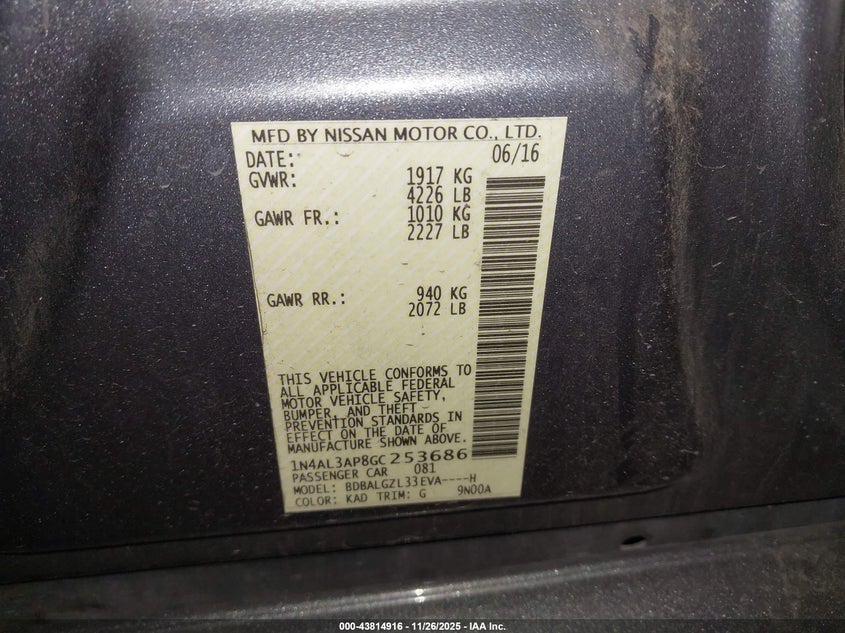 MFD BY NISSAN MOTOR CO., LTD.
DATE: 06/16
GVWR: 1917 KG
4226 LB
GAWR FR.: 1010 KG
2227 LB
GAWR RR.: 940 KG
2072 LB
THIS VEHICLE CONFORMS TO
ALL APPLICABLE FEDERAL
MOTOR VEHICLE SAFETY,
BUMPER, AND THEFT
PREVENTION STANDARDS IN
EFFECT ON THE DATE OF
MANUFACTURE SHOWN ABOVE.
1N4AL3AP8GC253686
PASSENGER CAR 081
MODEL: BDBALGZL33EVA----H
COLOR: KAD TRIM: G 9N00A
000-43814916 - 11/26/2025 - IAA Inc.